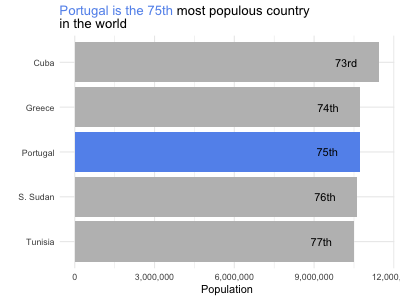 Portugal is the 75th most populous country
in the world
Cuba
73rd
Greece
74th
Portugal
75th
S. Sudan
76th
Tunisia
77th
0 3,000,000 6,000,000 9,000,000 12,000,
Population